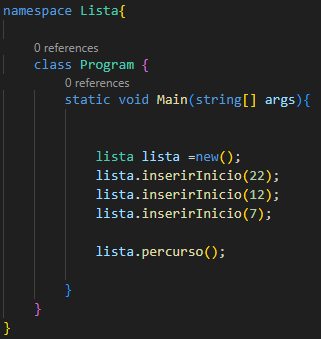 namespace Lista{
0 references
class Program {
0 references
static void Main(string[] args){
lista lista =new();
lista.inserirInicio(22);
lista.inserirInicio(12);
lista.inserirInicio(7);
lista.percurso();
}
}
}